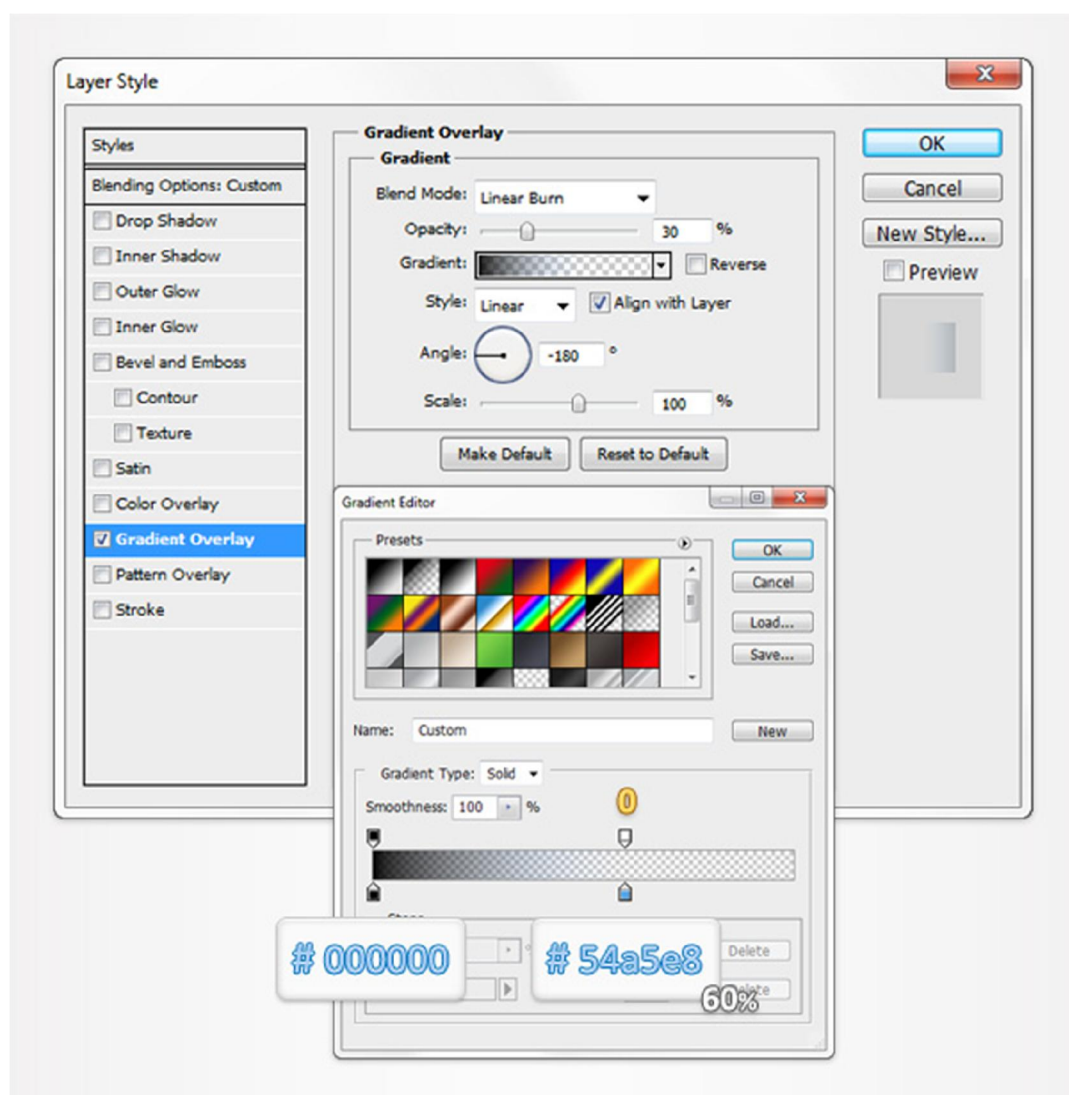 Layer Style
Styles
Blending Options: Custom
Drop Shadow
Inner Shadow
Outer Glow
Inner Glow
Bevel and Emboss
Contour
Texture
Satin
Color Overlay
Gradient Overlay
Pattern Overlay
Stroke
Gradient Overlay
Gradient
Blend Mode: Linear Burn
Opacity: 30 %
Gradient: Reverse
Style: Linear Align with Layer
Angle: -180 °
Scale: 100 %
Make Default Reset to Default
OK
Cancel
New Style...
Preview
Gradient Editor
Presets
OK
Cancel
Load...
Save...
Name: Custom New
Gradient Type: Solid
Smoothness: 100 %
0
# 000000
# 54a5e8
60%
Delete